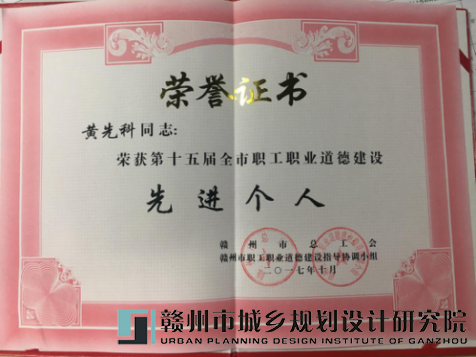 荣誉证书
黄先科同志：
荣获第十五届全市职工职业道德建设
先进个人
赣州市总工会
赣州市职工职业道德建设指导协调小组
二〇一七年十月
赣州市城乡规划设计研究院
URBAN PLANNING DESIGN INSTITUTE OF GANZHOU